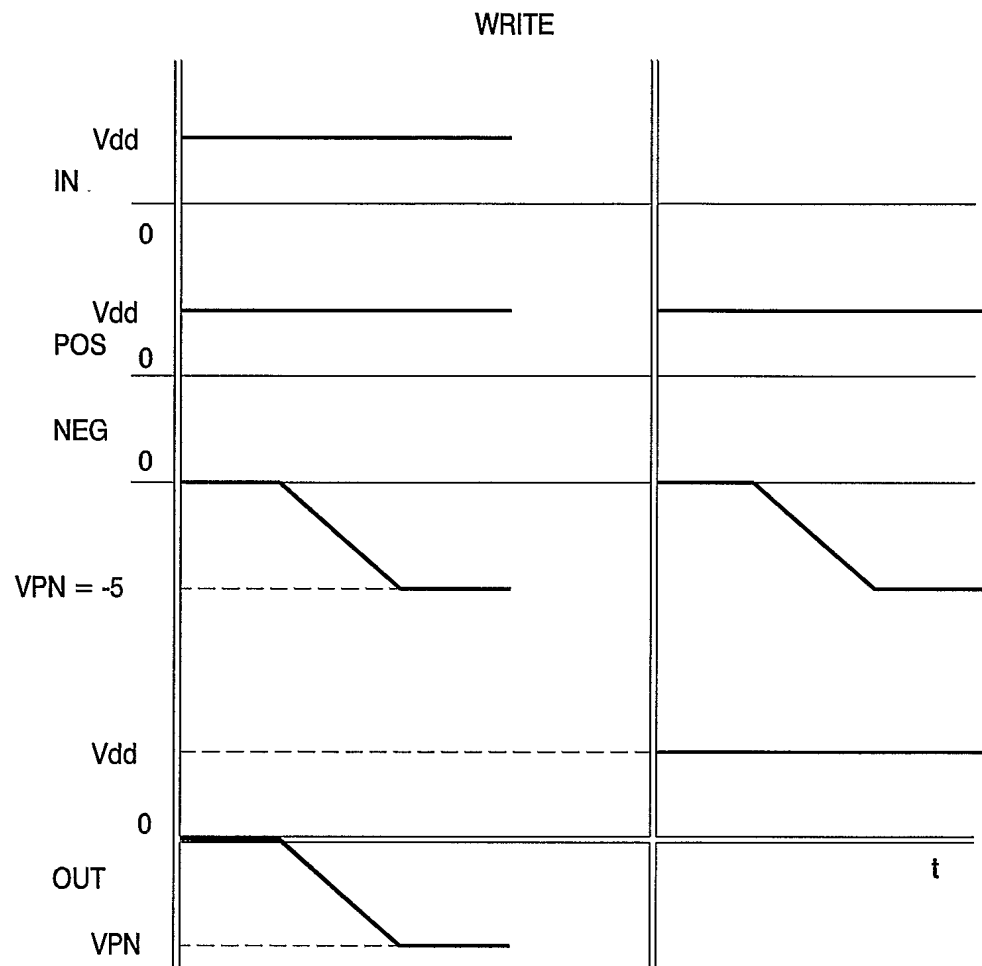 WRITE
Vdd
IN
0
Vdd
POS
0
NEG
0
VPN = -5
Vdd
0
OUT
t
VPN